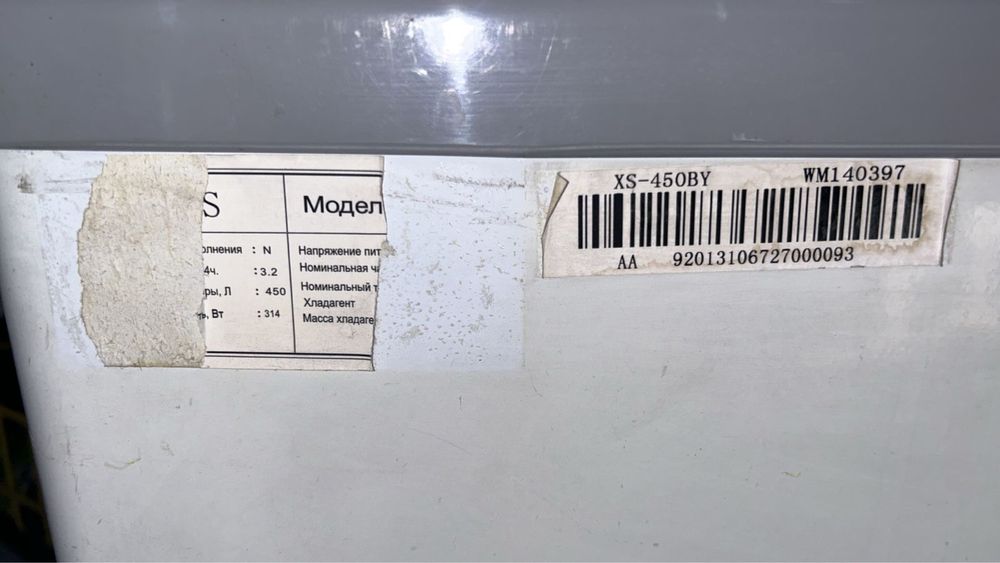 S Модел
олнения : N Напряжение пит
4ч. : 3.2 Номинальная ча
ры, Л : 450 Номинальный т
ть, Вт : 314 Хладагент
Масса хладаге
XS-450BY WM140397
AA 92013106727000093